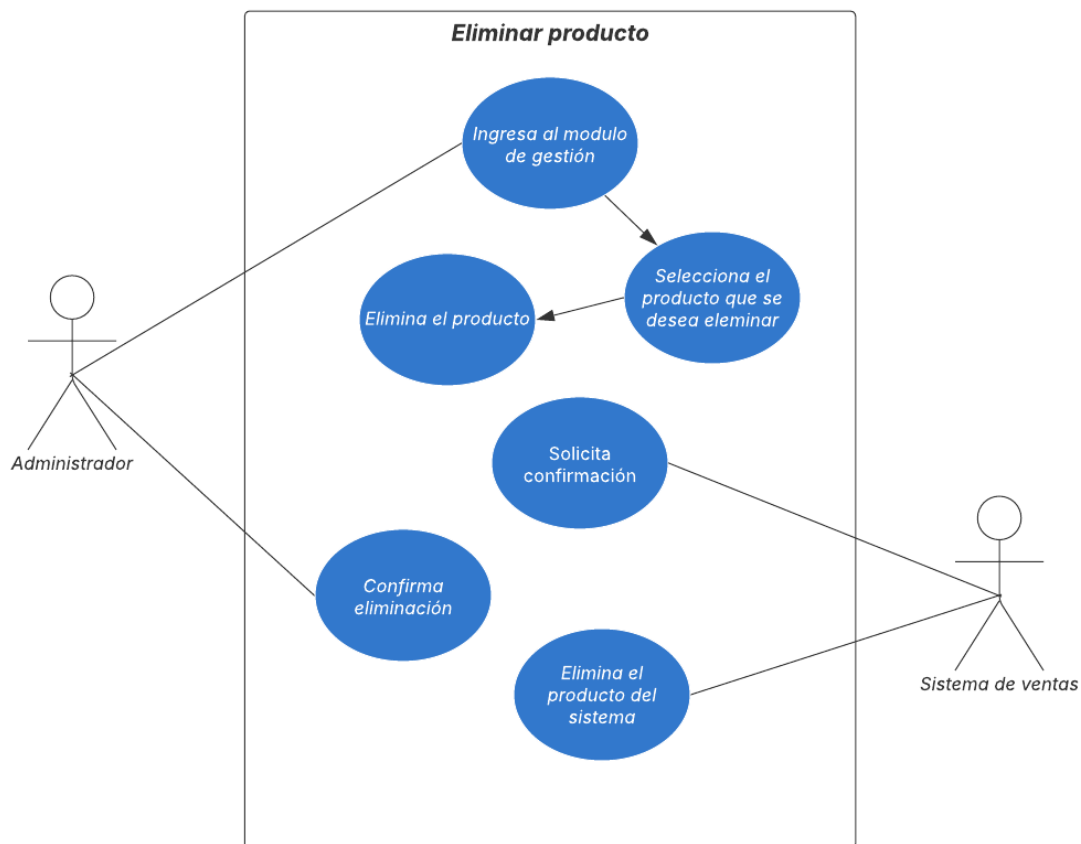 Eliminar producto
Ingresa al modulo
de gestión
Selecciona el
producto que se
desea eleminar
Elimina el producto
Solicita
confirmación
Administrador
Confirma
eliminación
Elimina el
producto del
sistema
Sistema de ventas